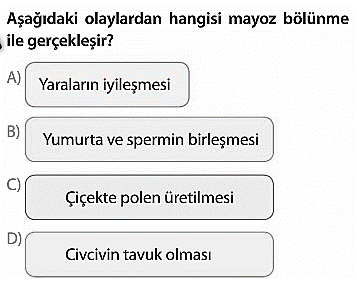 Aşağıdaki olaylardan hangisi mayoz bölünme
ile gerçekleşir?
A) Yaraların iyileşmesi
B) Yumurta ve spermin birleşmesi
C) Çiçekte polen üretilmesi
D) Civcivin tavuk olması